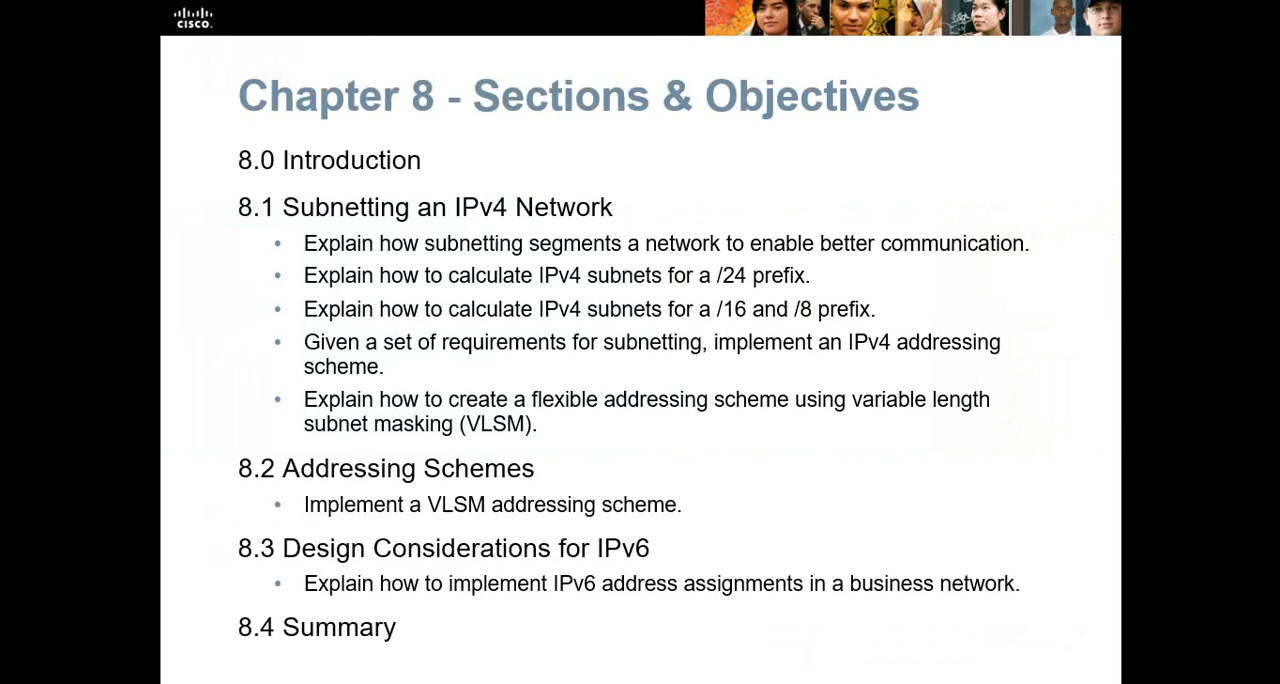 CISCO.
Chapter 8 - Sections & Objectives
8.0 Introduction
8.1 Subnetting an IPv4 Network
• Explain how subnetting segments a network to enable better communication.
• Explain how to calculate IPv4 subnets for a /24 prefix.
• Explain how to calculate IPv4 subnets for a /16 and /8 prefix.
• Given a set of requirements for subnetting, implement an IPv4 addressing
scheme.
• Explain how to create a flexible addressing scheme using variable length
subnet masking (VLSM).
8.2 Addressing Schemes
• Implement a VLSM addressing scheme.
8.3 Design Considerations for IPv6
• Explain how to implement IPv6 address assignments in a business network.
8.4 Summary